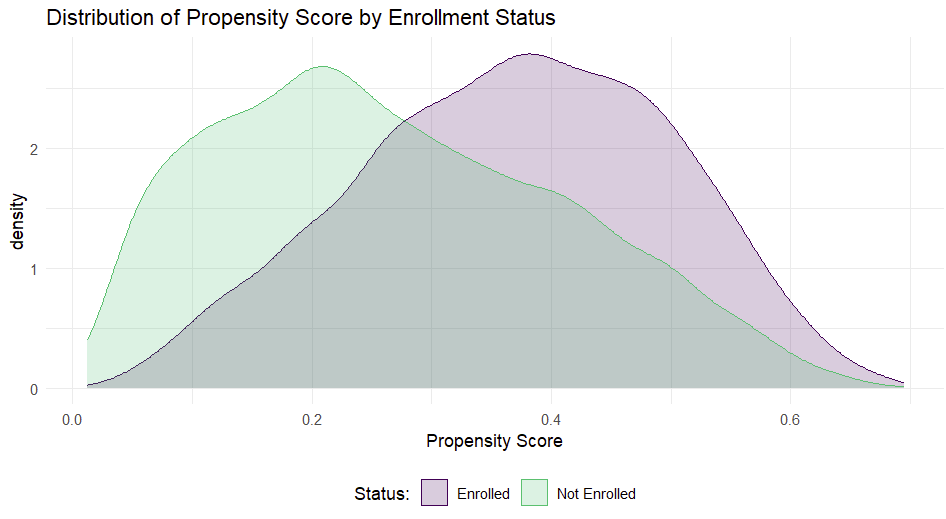 Distribution of Propensity Score by Enrollment Status
density
2
1
0
0.0 0.2 0.4 0.6
Propensity Score
Status: Enrolled Not Enrolled